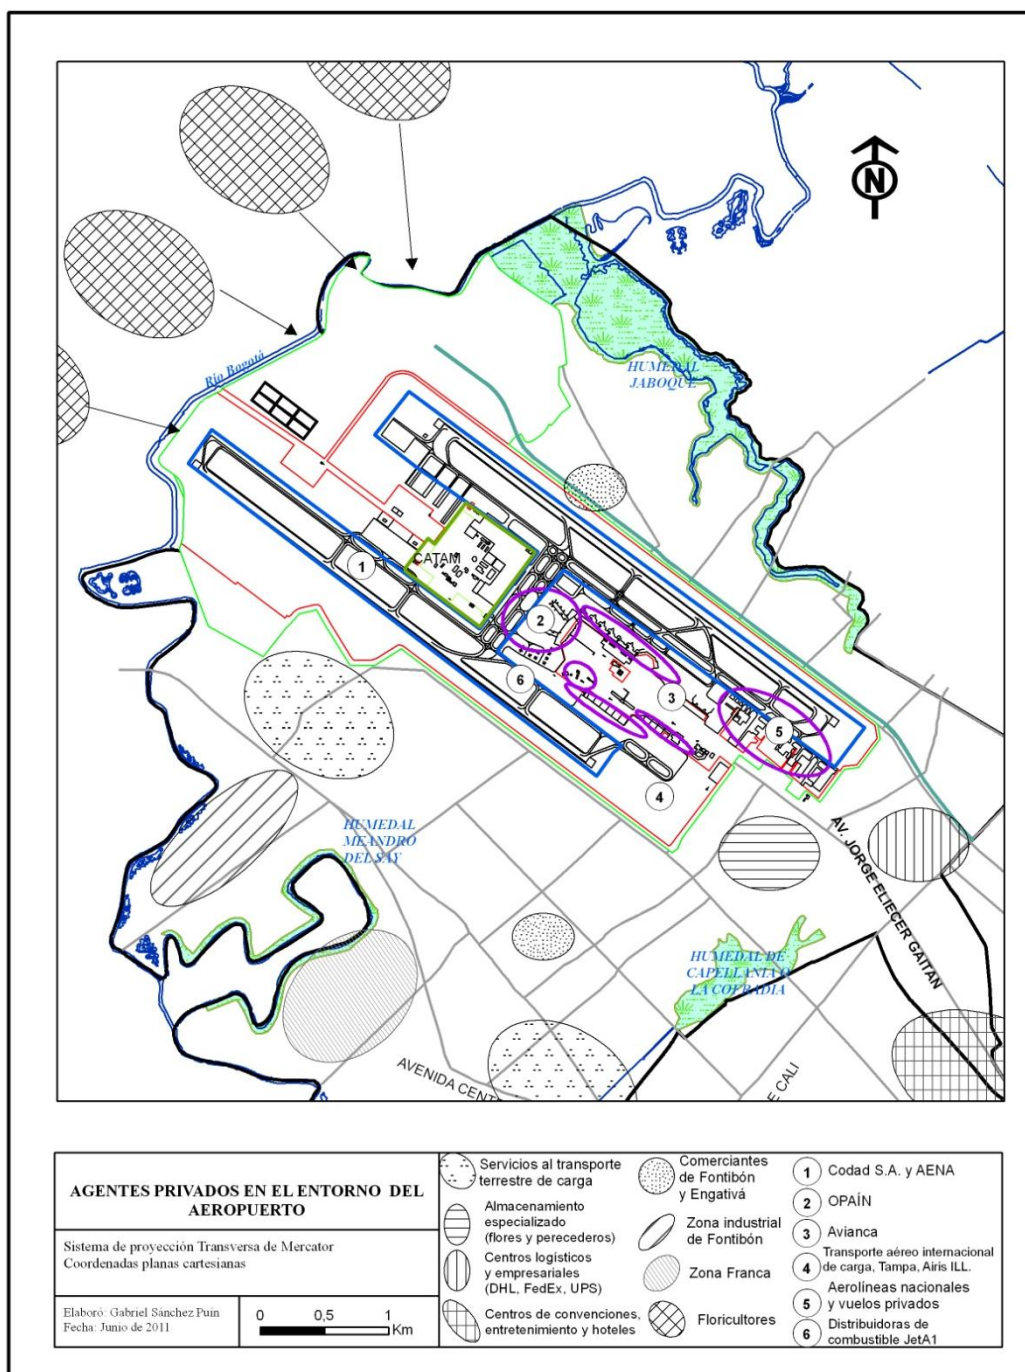 N
Río Bogotá
HUMEDAL
JABOQUE
CATAM
1
2
6
3
5
4
HUMEDAL
MEANDRO
DEL SAY
AV. JORGE ELIECER GAITAN
HUMEDAL DE
CAPELLANIA O
LA COFRADIA
AVENIDA CENT
E CALI
AGENTES PRIVADOS EN EL ENTORNO DEL
AEROPUERTO
Sistema de proyección Transversa de Mercator
Coordenadas planas cartesianas
Elaboró: Gabriel Sánchez Puin
Fecha: Junio de 2011
0 0,5 1
Km
Servicios al transporte
terrestre de carga
Almacenamiento
especializado
(flores y perecederos)
Centros logísticos
y empresariales
(DHL, FedEx, UPS)
Centros de convenciones,
entretenimiento y hoteles
Comerciantes
de Fontibón
y Engativá
Zona industrial
de Fontibón
Zona Franca
Floricultores
1 Codad S.A. y AENA
2 OPAÍN
3 Avianca
4 Transporte aéreo internacional
de carga, Tampa, Airis ILL.
5 Aerolíneas nacionales
y vuelos privados
6 Distribuidoras de
combustible JetA1